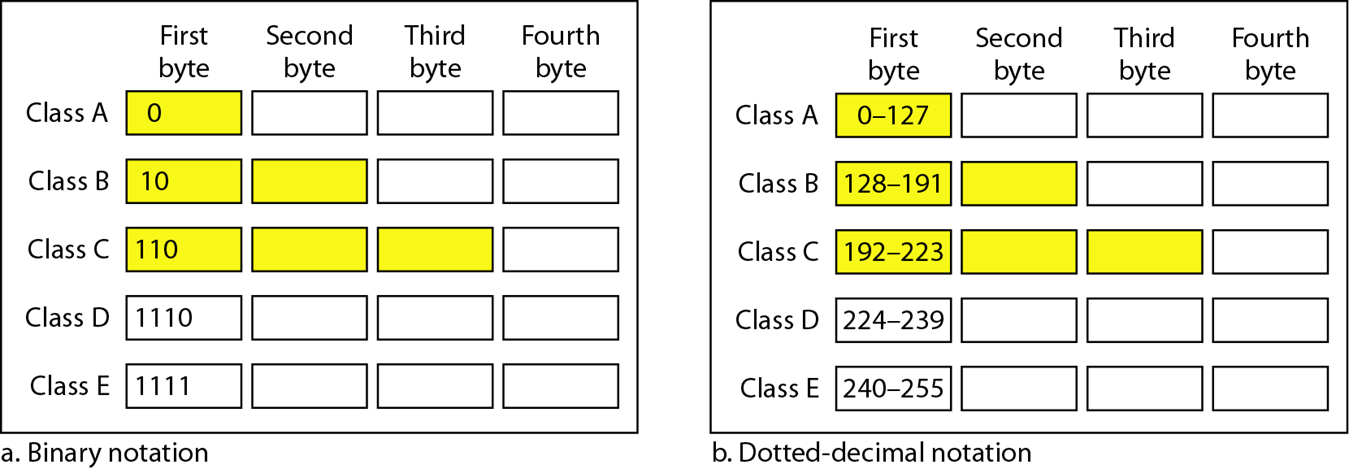 First Second Third Fourth
byte byte byte byte
Class A 0
Class B 10
Class C 110
Class D 1110
Class E 1111
a. Binary notation
First Second Third Fourth
byte byte byte byte
Class A 0–127
Class B 128–191
Class C 192–223
Class D 224–239
Class E 240–255
b. Dotted-decimal notation